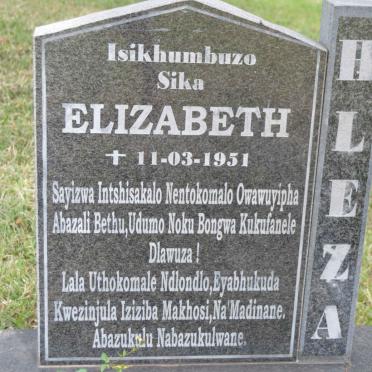 Isikhumbuzo
Sika
ELIZABETH
+ 11-03-1951
Sayizwa Intshisakalo Nentokomalo Owawuyipha
Abazali Bethu,Udumo Noku Bongwa Kukufanele
Dlawuza !
Lala Uthokomale Ndlondlo,Eyabhukuda
Kwezinjula Iziziba Makhosi,Na'Madinane.
Abazukulu Nabazukulwane.
HLEZA